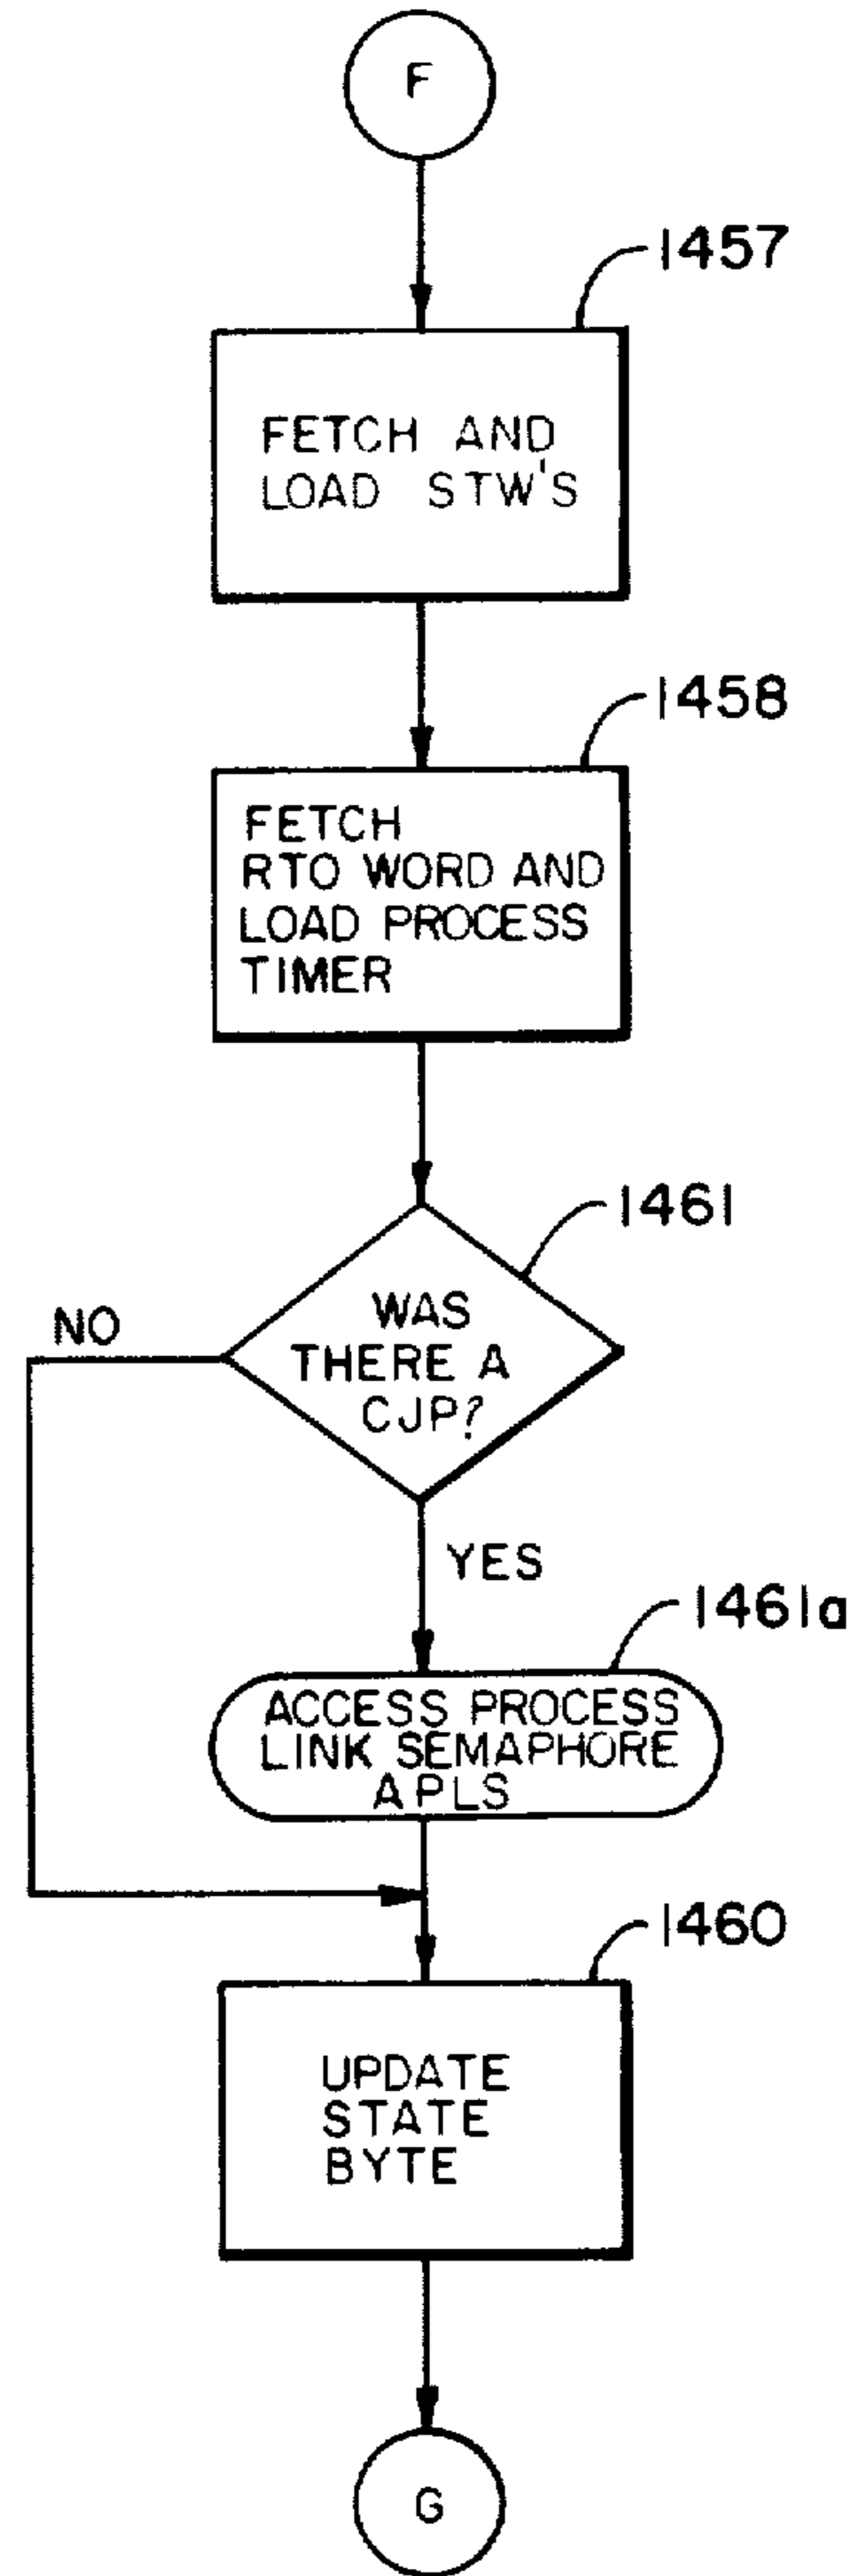 F
1457
FETCH AND
LOAD STW'S
1458
FETCH
RTO WORD AND
LOAD PROCESS
TIMER
1461
WAS
THERE A
CJP?
NO
YES
1461a
ACCESS PROCESS
LINK SEMAPHORE
APLS
1460
UPDATE
STATE
BYTE
G